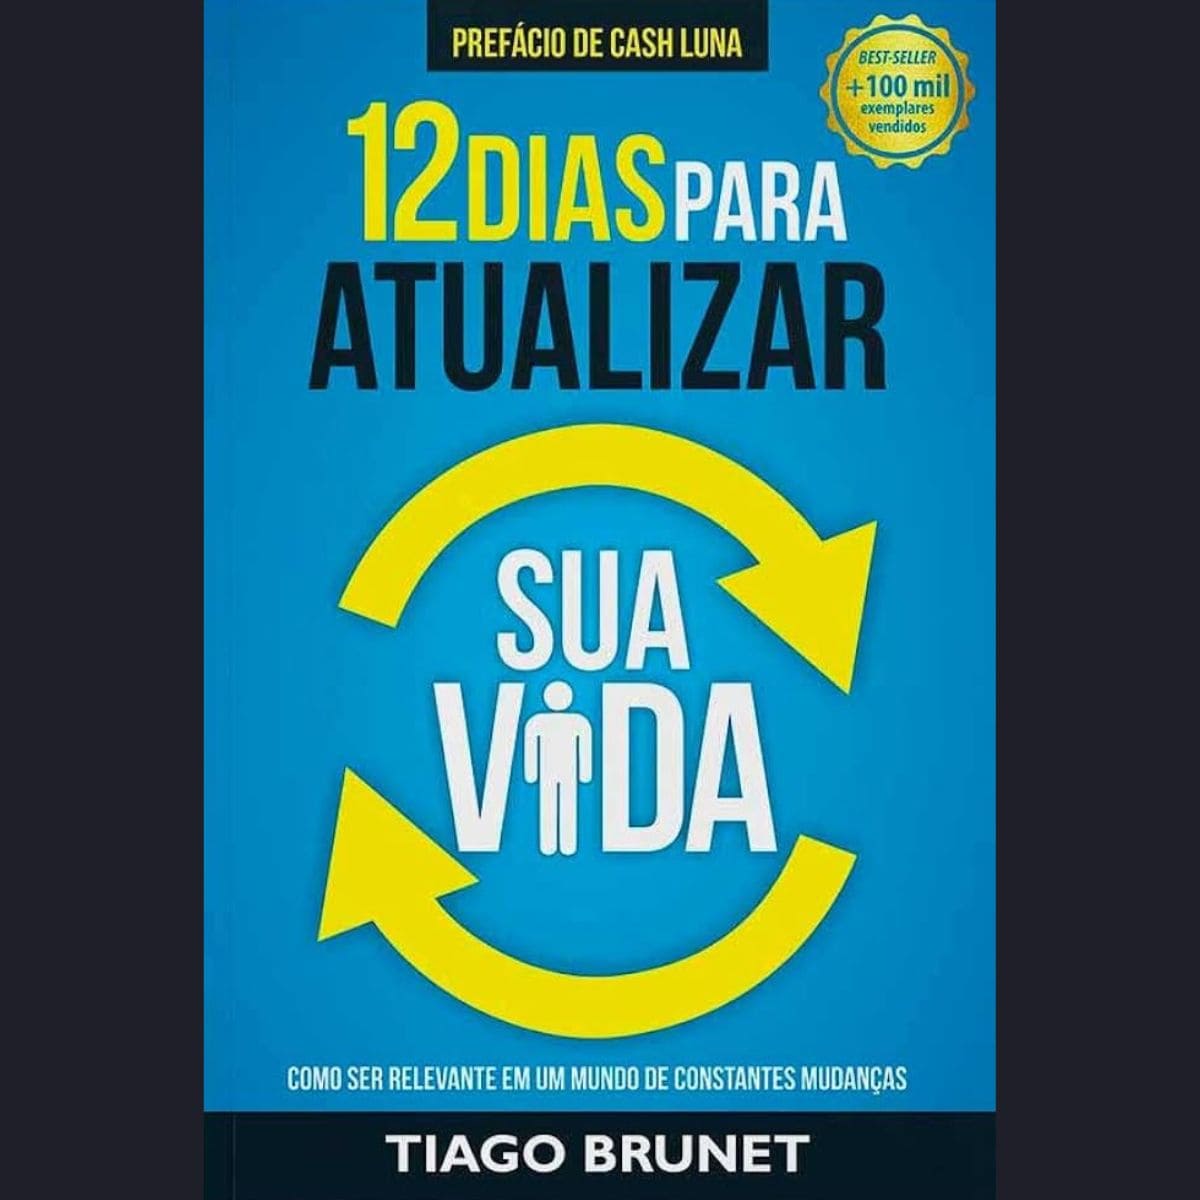 PREFÁCIO DE CASH LUNA
BEST-SELLER
+100 mil
exemplares
vendidos
12 DIAS PARA
ATUALIZAR
SUA
VIDA
COMO SER RELEVANTE EM UM MUNDO DE CONSTANTES MUDANÇAS
TIAGO BRUNET